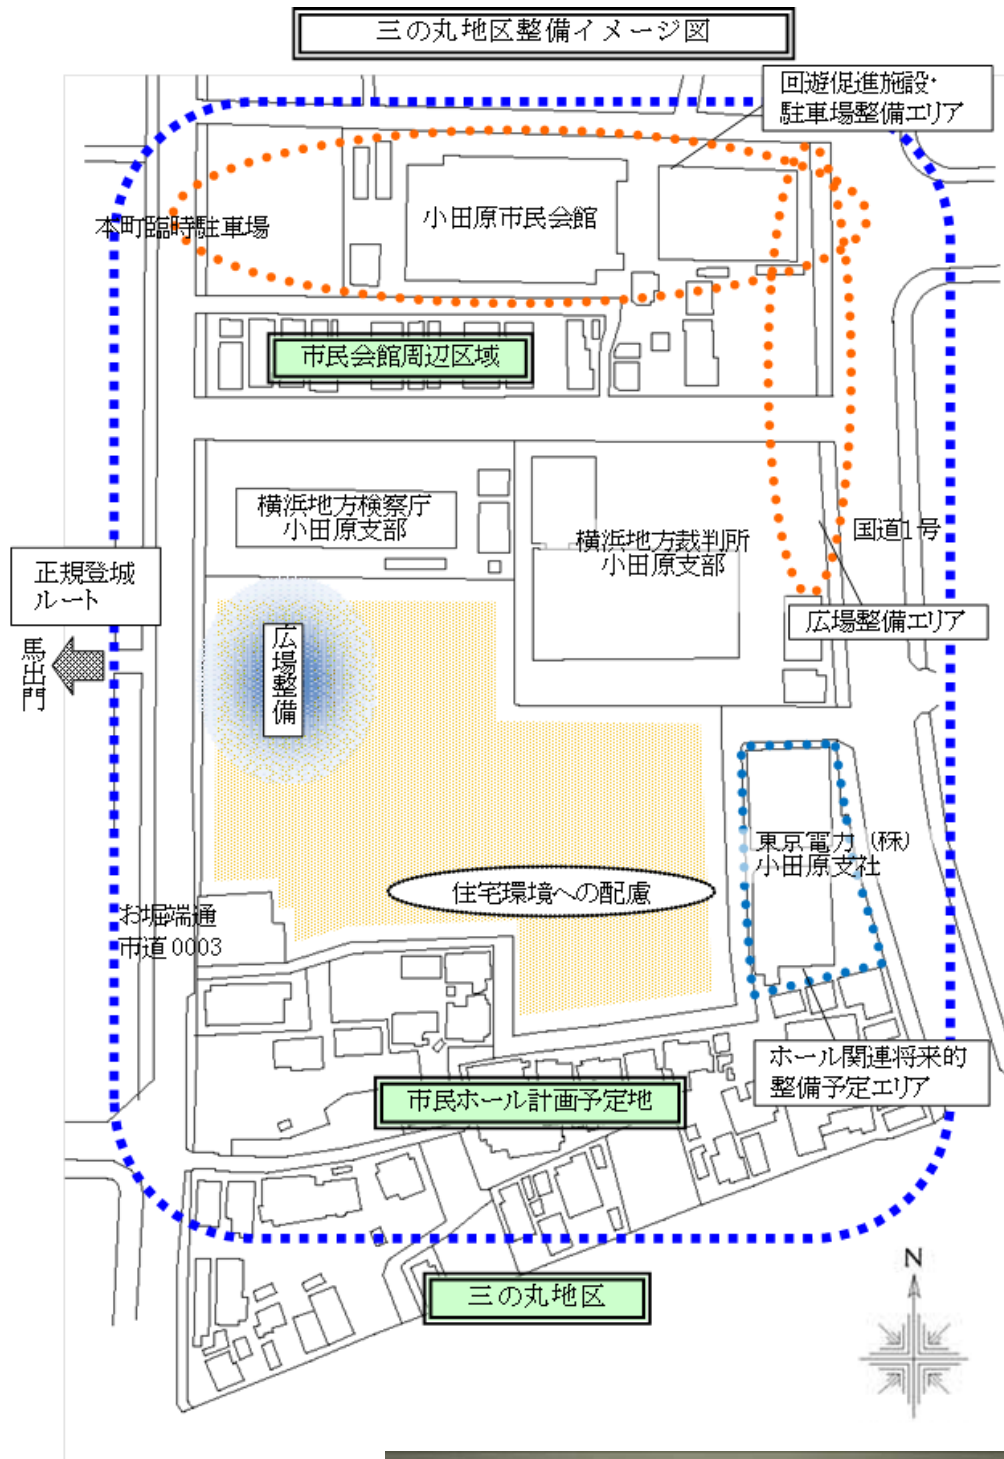 三の丸地区整備イメージ図
回遊促進施設・
駐車場整備エリア
本町臨時駐車場
小田原市民会館
市民会館周辺区域
横浜地方検察庁
小田原支部
横浜地方裁判所
小田原支部
国道1号
正規登城
ルート
馬出門
広場整備エリア
広場整備
東京電力（株）
小田原支社
住宅環境への配慮
お堀端通
市道0003
ホール関連将来的
整備予定エリア
市民ホール計画予定地
三の丸地区
N